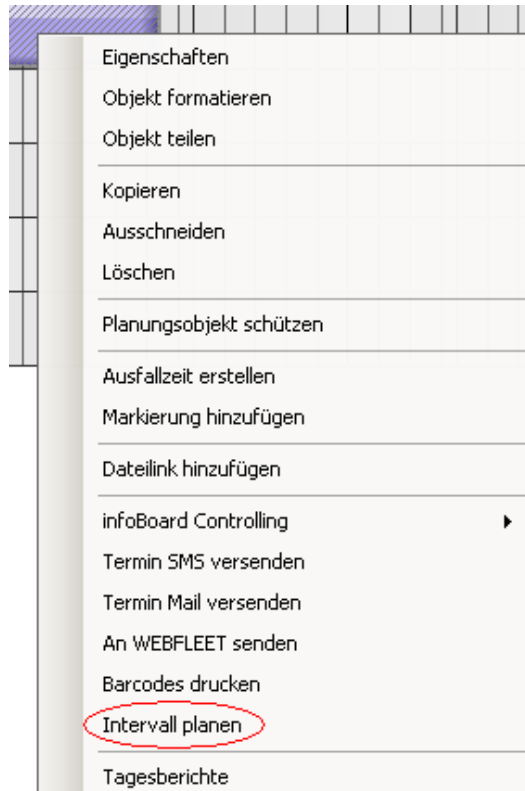 Eigenschaften
Objekt formatieren
Objekt teilen
Kopieren
Ausschneiden
Löschen
Planungsobjekt schützen
Ausfallzeit erstellen
Markierung hinzufügen
Dateilink hinzufügen
infoBoard Controlling
Termin SMS versenden
Termin Mail versenden
An WEBFLEET senden
Barcodes drucken
Intervall planen
Tagesberichte